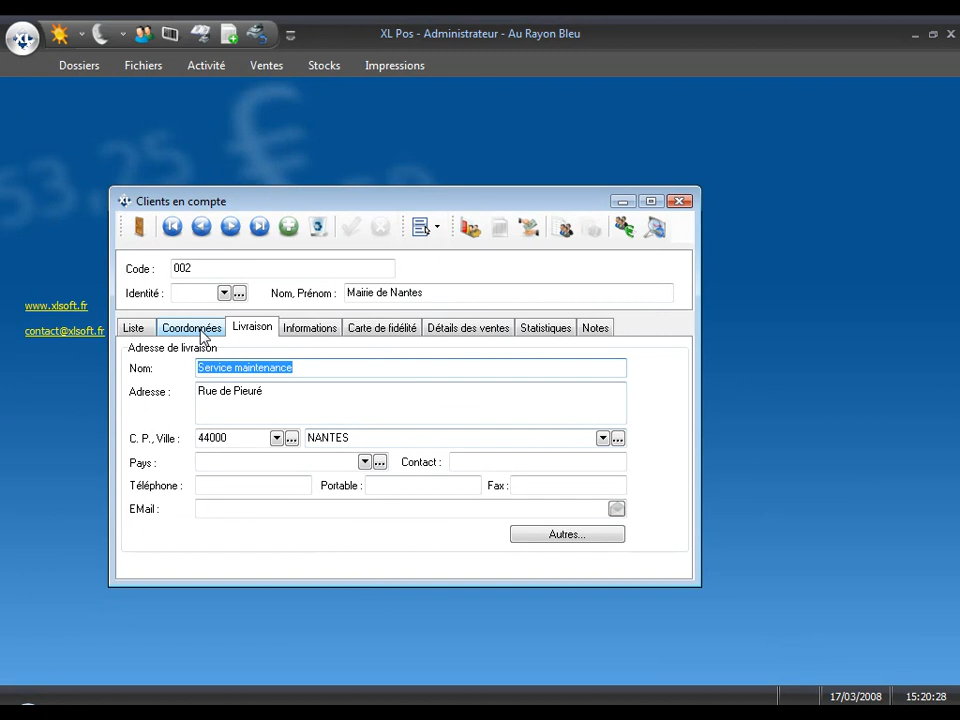 XL Pos - Administrateur - Au Rayon Bleu
Dossiers Fichiers Activité Ventes Stocks Impressions
53,25 €
Clients en compte
Code : 002
Identité : Nom, Prénom : Mairie de Nantes
www.xlsoft.fr
contact@xlsoft.fr
Liste Coordonnées Livraison Informations Carte de fidélité Détails des ventes Statistiques Notes
Adresse de livraison
Nom: Service maintenance
Adresse : Rue de Pieuré
C. P., Ville : 44000 NANTES
Pays : Contact :
Téléphone : Portable : Fax :
EMail :
Autres...
17/03/2008 15:20:28